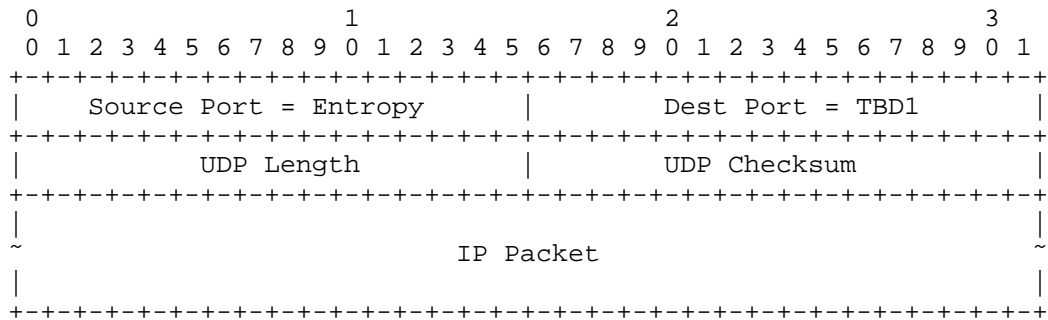 0                   1                   2                   3
 0 1 2 3 4 5 6 7 8 9 0 1 2 3 4 5 6 7 8 9 0 1 2 3 4 5 6 7 8 9 0 1
+-+-+-+-+-+-+-+-+-+-+-+-+-+-+-+-+-+-+-+-+-+-+-+-+-+-+-+-+-+-+-+-+
|    Source Port = Entropy      |        Dest Port = TBD1       |
+-+-+-+-+-+-+-+-+-+-+-+-+-+-+-+-+-+-+-+-+-+-+-+-+-+-+-+-+-+-+-+-+
|           UDP Length          |        UDP Checksum           |
+-+-+-+-+-+-+-+-+-+-+-+-+-+-+-+-+-+-+-+-+-+-+-+-+-+-+-+-+-+-+-+-+
|                                                               |
~                           IP Packet                           ~
|                                                               |
+-+-+-+-+-+-+-+-+-+-+-+-+-+-+-+-+-+-+-+-+-+-+-+-+-+-+-+-+-+-+-+-+